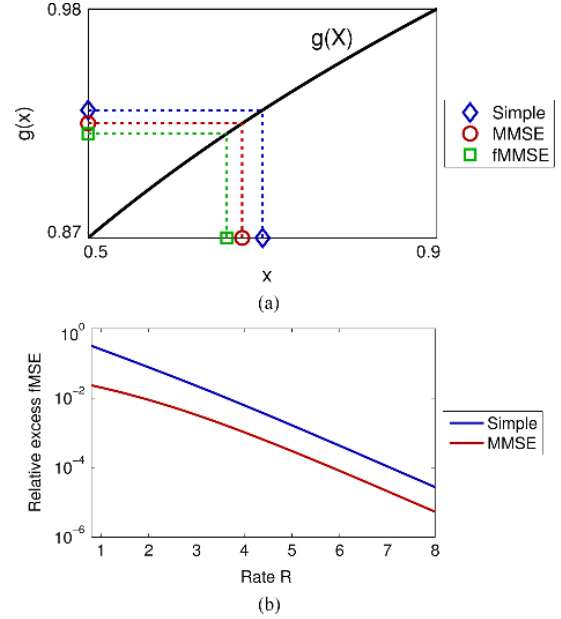 0.98
g(X)
g(x)
Simple
MMSE
fMMSE
0.87
0.5
0.9
x
(a)
10^0
10^-2
10^-4
10^-6
Relative excess fMSE
Simple
MMSE
1 2 3 4 5 6 7 8
Rate R
(b)